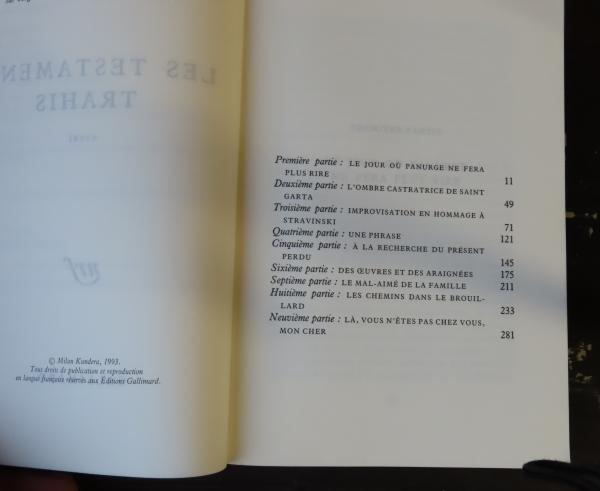 LES TESTAMEN
TRAHIS
nrf
© Milan Kundera, 1993.
Tous droits de publication et reproduction
en langue française réservés aux Éditions Gallimard.
Première partie : LE JOUR OÙ PANURGE NE FERA
PLUS RIRE 11
Deuxième partie : L'OMBRE CASTRATRICE DE SAINT
GARTA 49
Troisième partie : IMPROVISATION EN HOMMAGE À
STRAVINSKI 71
Quatrième partie : UNE PHRASE 121
Cinquième partie : À LA RECHERCHE DU PRÉSENT
PERDU 145
Sixième partie : DES ŒUVRES ET DES ARAIGNÉES 175
Septième partie : LE MAL-AIMÉ DE LA FAMILLE 211
Huitième partie : LES CHEMINS DANS LE BROUIL-
LARD 233
Neuvième partie : LÀ, VOUS N'ÊTES PAS CHEZ VOUS,
MON CHER 281